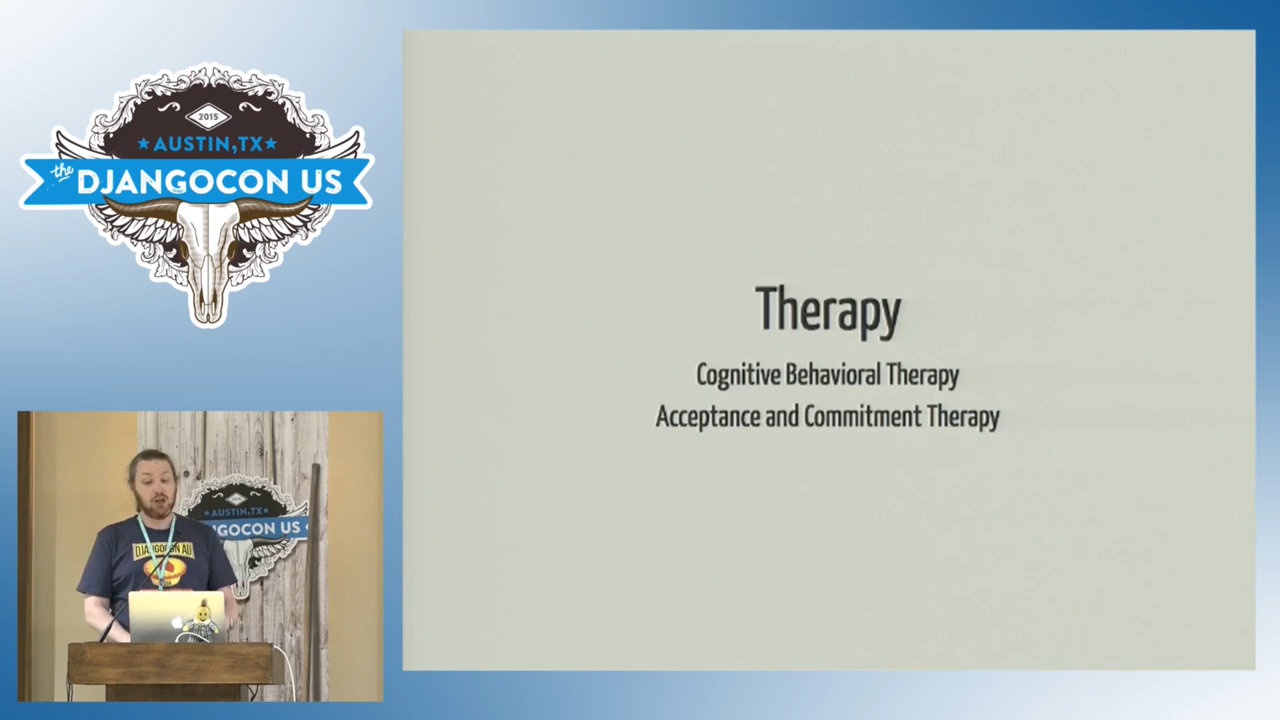 2015
AUSTIN,TX
the
DJANGOCON US
Therapy
Cognitive Behavioral Therapy
Acceptance and Commitment Therapy
AUSTIN,TX
NGOCON US
DJANGOCON AU